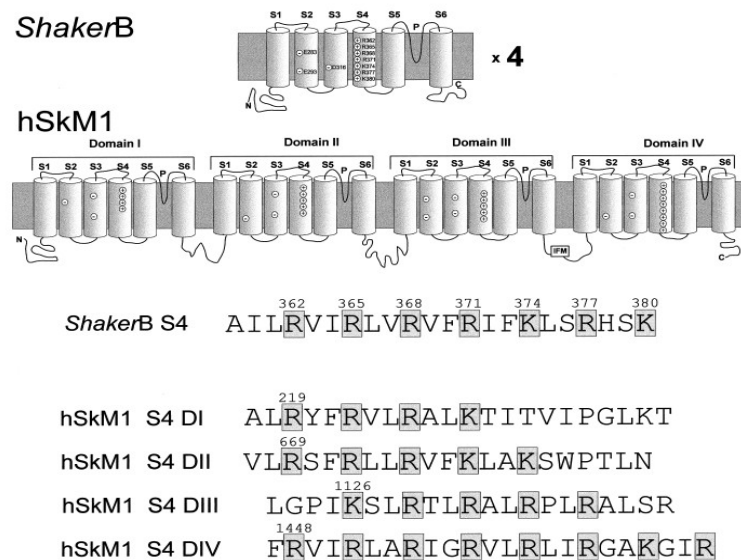 ShakerB
S1 S2 S3 S4 S5 P S6
E283 D316 R362
R365
R368
R371
E293 R374
R377
K380
x 4
N C
hSkM1
Domain I Domain II Domain III Domain IV
S1 S2 S3 S4 S5 P S6 S1 S2 S3 S4 S5 P S6 S1 S2 S3 S4 S5 P S6 S1 S2 S3 S4 S5 P S6
N IFM C
362 365 368 371 374 377 380
ShakerB S4 AILRVIRLVRVFRIFKLSRHSK
219
hSkM1 S4 DI ALRYFRVLRALKTITVIPGLKT
669
hSkM1 S4 DII VLRSFRLLRVFKLAKSWPTLN
1126
hSkM1 S4 DIII LGPIKSLRTLRALRPLRALSR
1448
hSkM1 S4 DIV FRVIRLARIGRVLRLIRGAKGIR